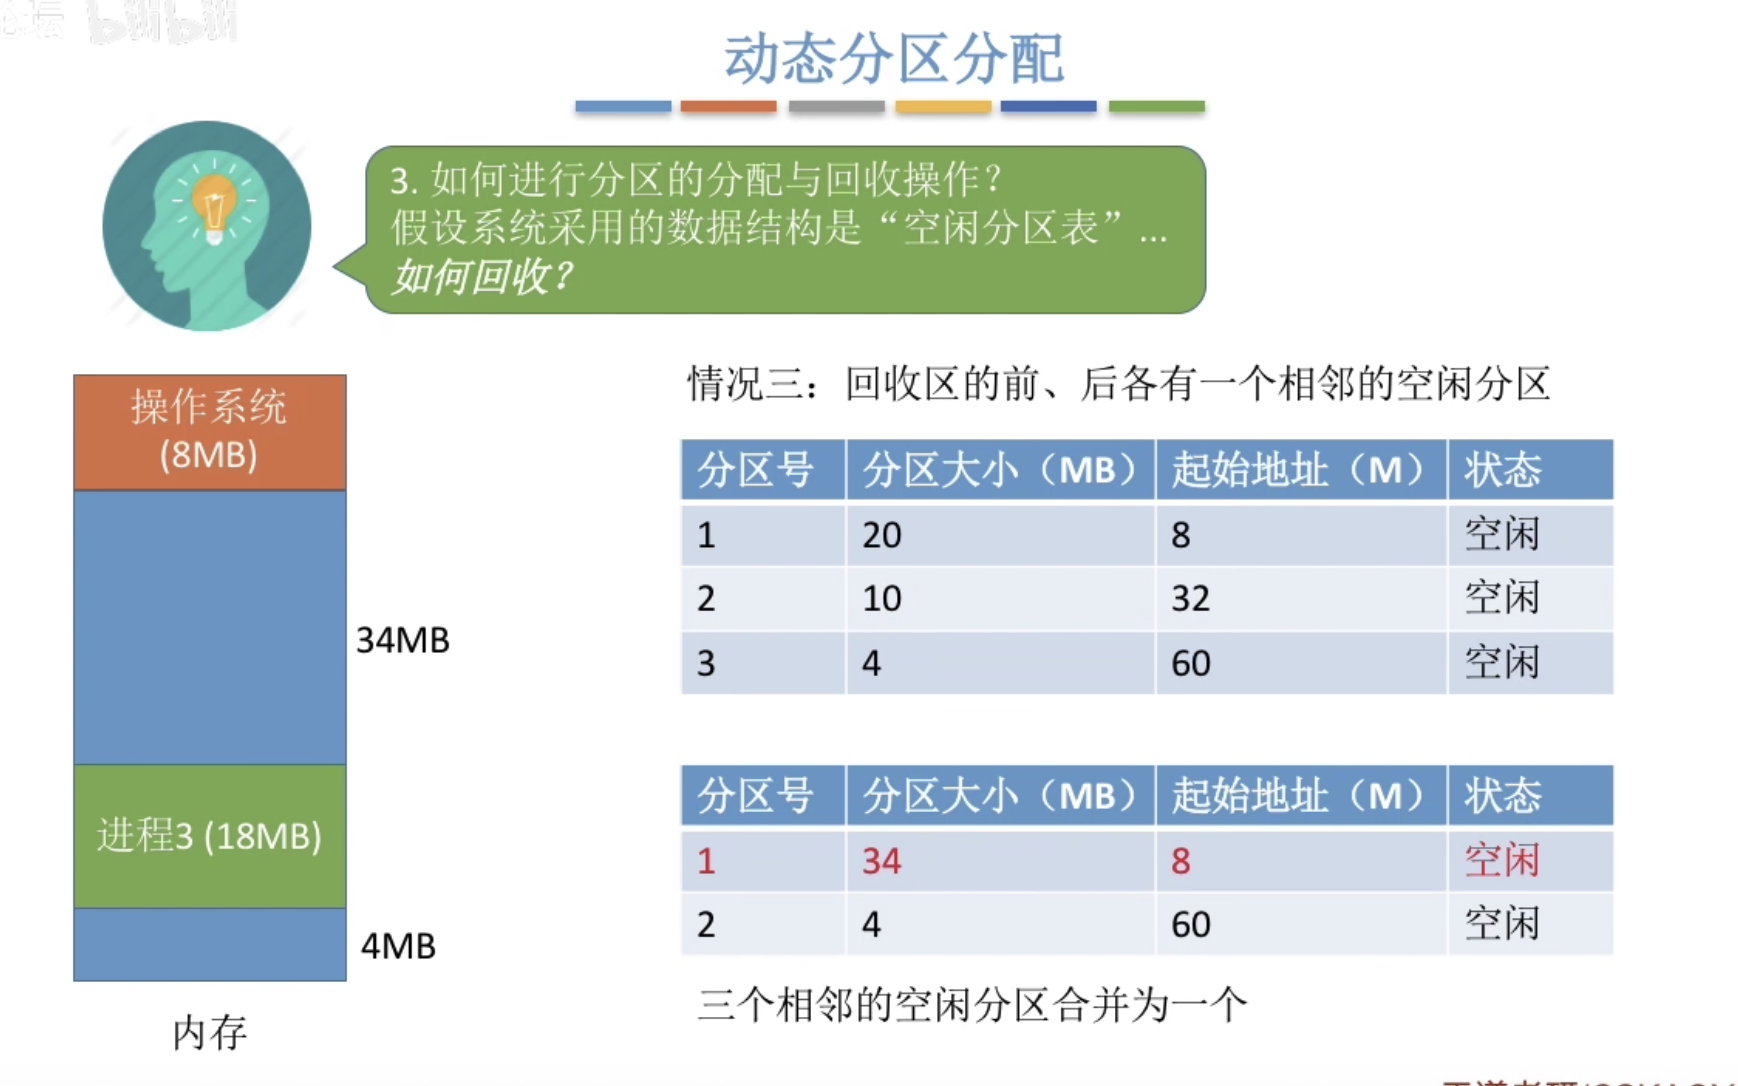 bilibili
动态分区分配
3. 如何进行分区的分配与回收操作？
假设系统采用的数据结构是“空闲分区表”...
如何回收？
操作系统
(8MB)
34MB
进程3 (18MB)
4MB
内存
情况三：回收区的前、后各有一个相邻的空闲分区
分区号 分区大小（MB） 起始地址（M） 状态
1 20 8 空闲
2 10 32 空闲
3 4 60 空闲
分区号 分区大小（MB） 起始地址（M） 状态
1 34 8 空闲
2 4 60 空闲
三个相邻的空闲分区合并为一个